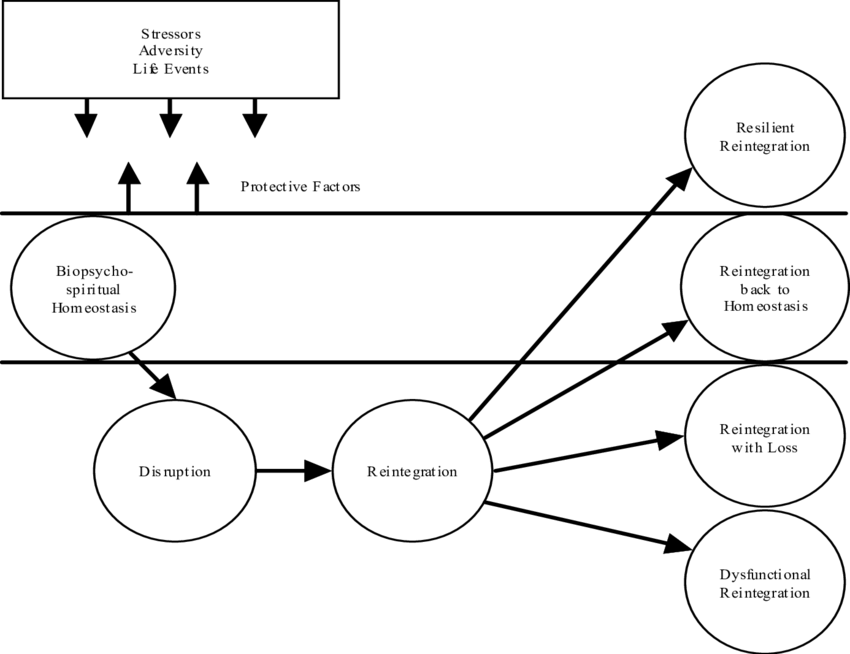 Stressors
Adversity
Life Events
Protective Factors
Resilient
Reintegration
Biopsycho-
spiritual
Homeostasis
Reintegration
back to
Homeostasis
Disruption
Reintegration
Reintegration
with Loss
Dysfunctional
Reintegration